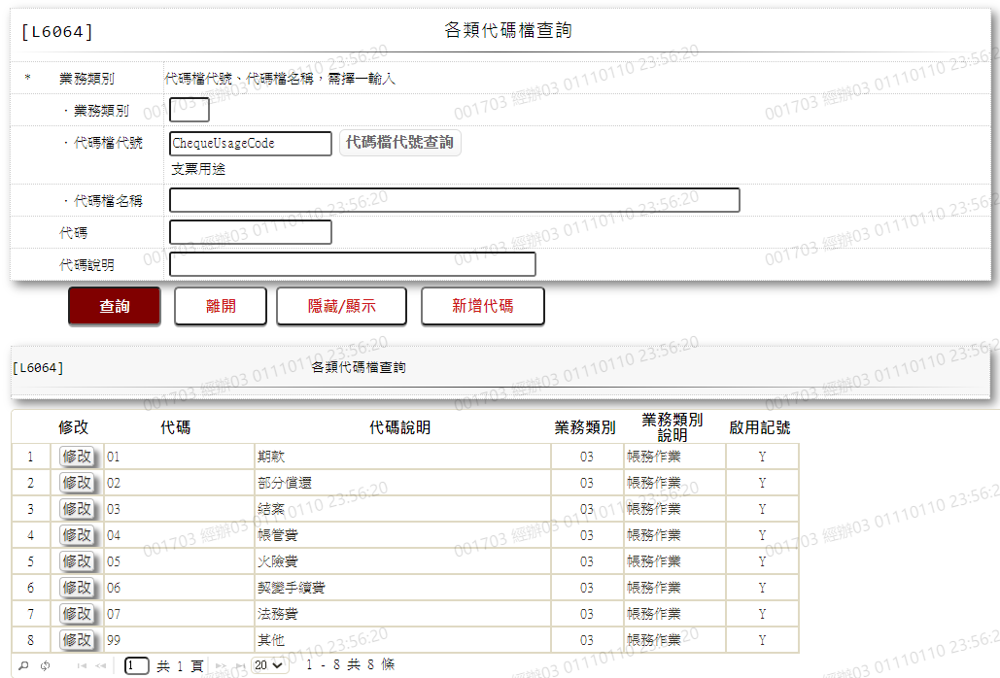 [L6064] 各類代碼檔查詢
* 業務類別 代碼檔代號、代碼檔名稱，需擇一輸入
．業務類別
．代碼檔代號 ChequeUsageCode 代碼檔代號查詢
支票用途
．代碼檔名稱
代碼
代碼說明
查詢 離開 隱藏/顯示 新增代碼
[L6064] 各類代碼檔查詢
修改 代碼 代碼說明 業務類別 業務類別說明 啟用記號
1 修改 01 期款 03 帳務作業 Y
2 修改 02 部分償還 03 帳務作業 Y
3 修改 03 結案 03 帳務作業 Y
4 修改 04 帳管費 03 帳務作業 Y
5 修改 05 火險費 03 帳務作業 Y
6 修改 06 契變手續費 03 帳務作業 Y
7 修改 07 法務費 03 帳務作業 Y
8 修改 99 其他 03 帳務作業 Y
1 共 1 頁 20 1 - 8 共 8 條
001703 經辦03 01110110 23:56:20